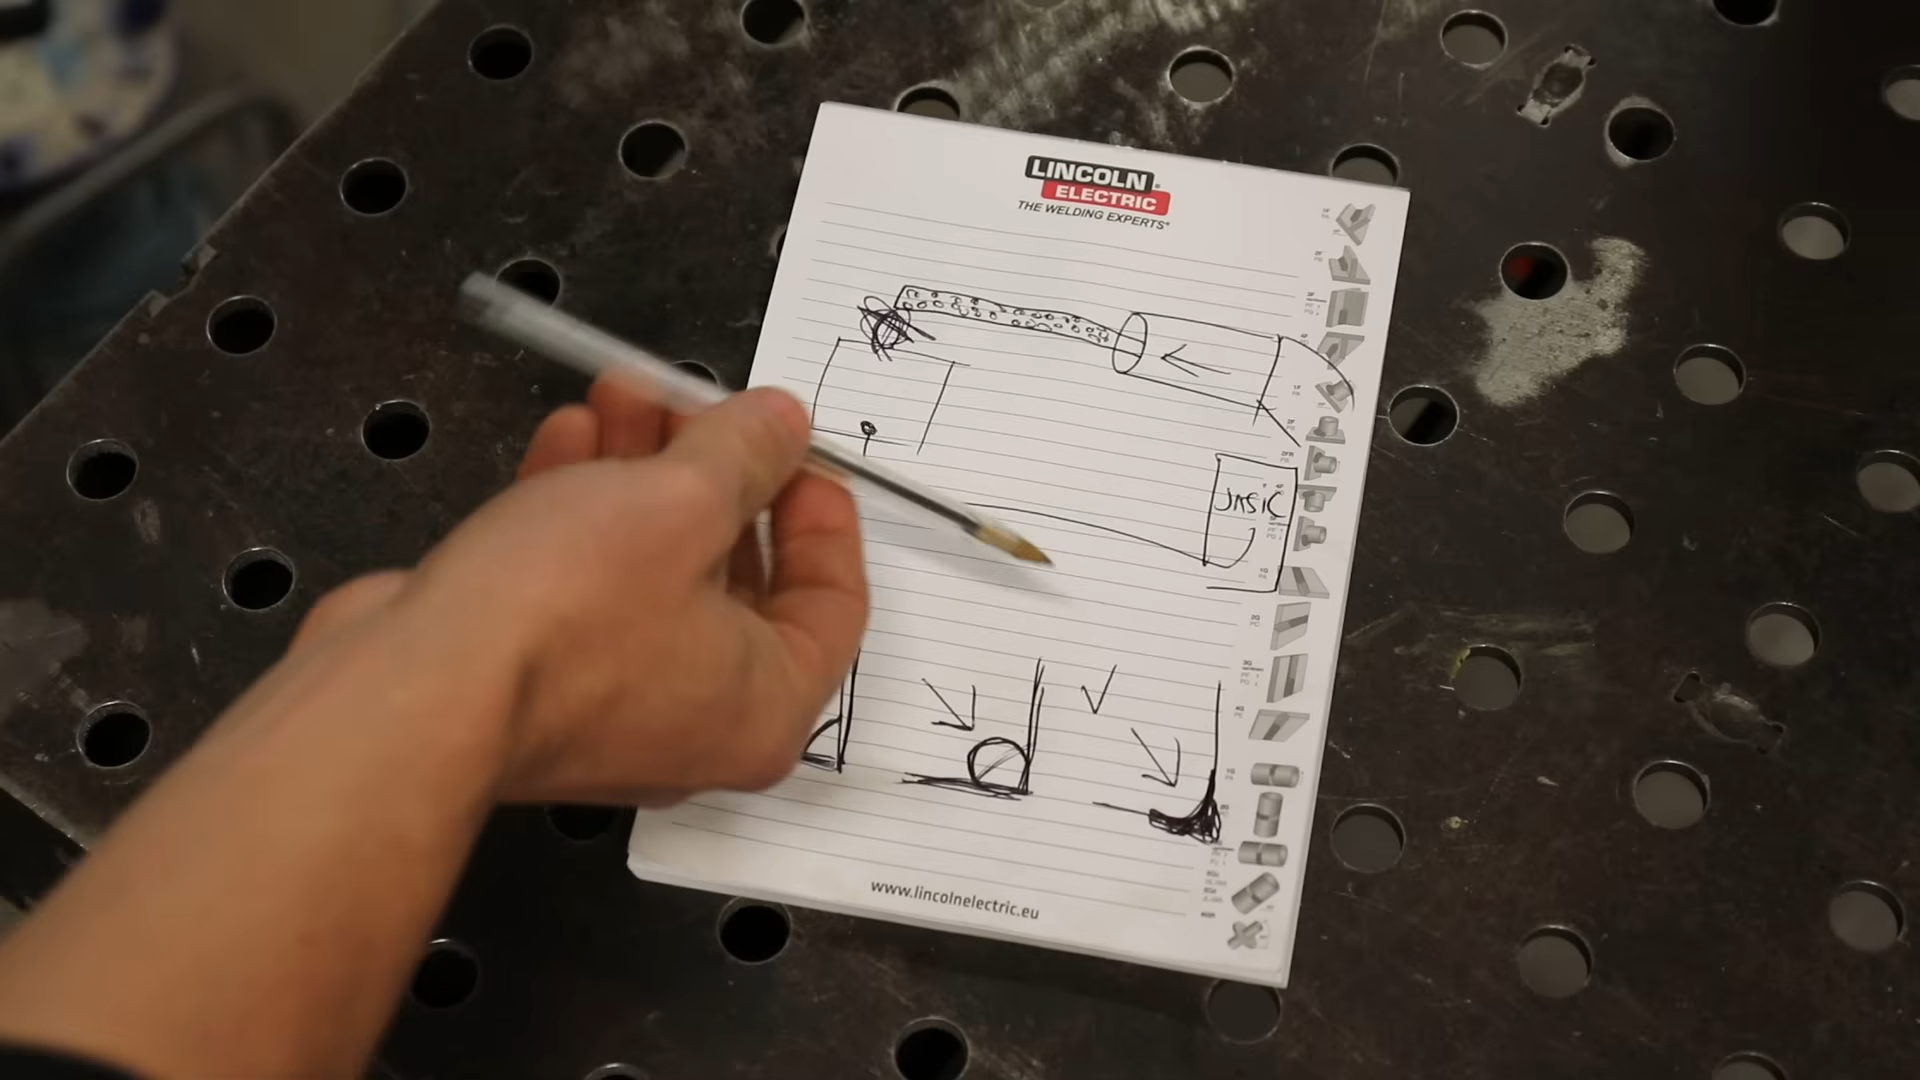 LINCOLN
ELECTRIC
THE WELDING EXPERTS®
JASIC
www.lincolnelectric.eu